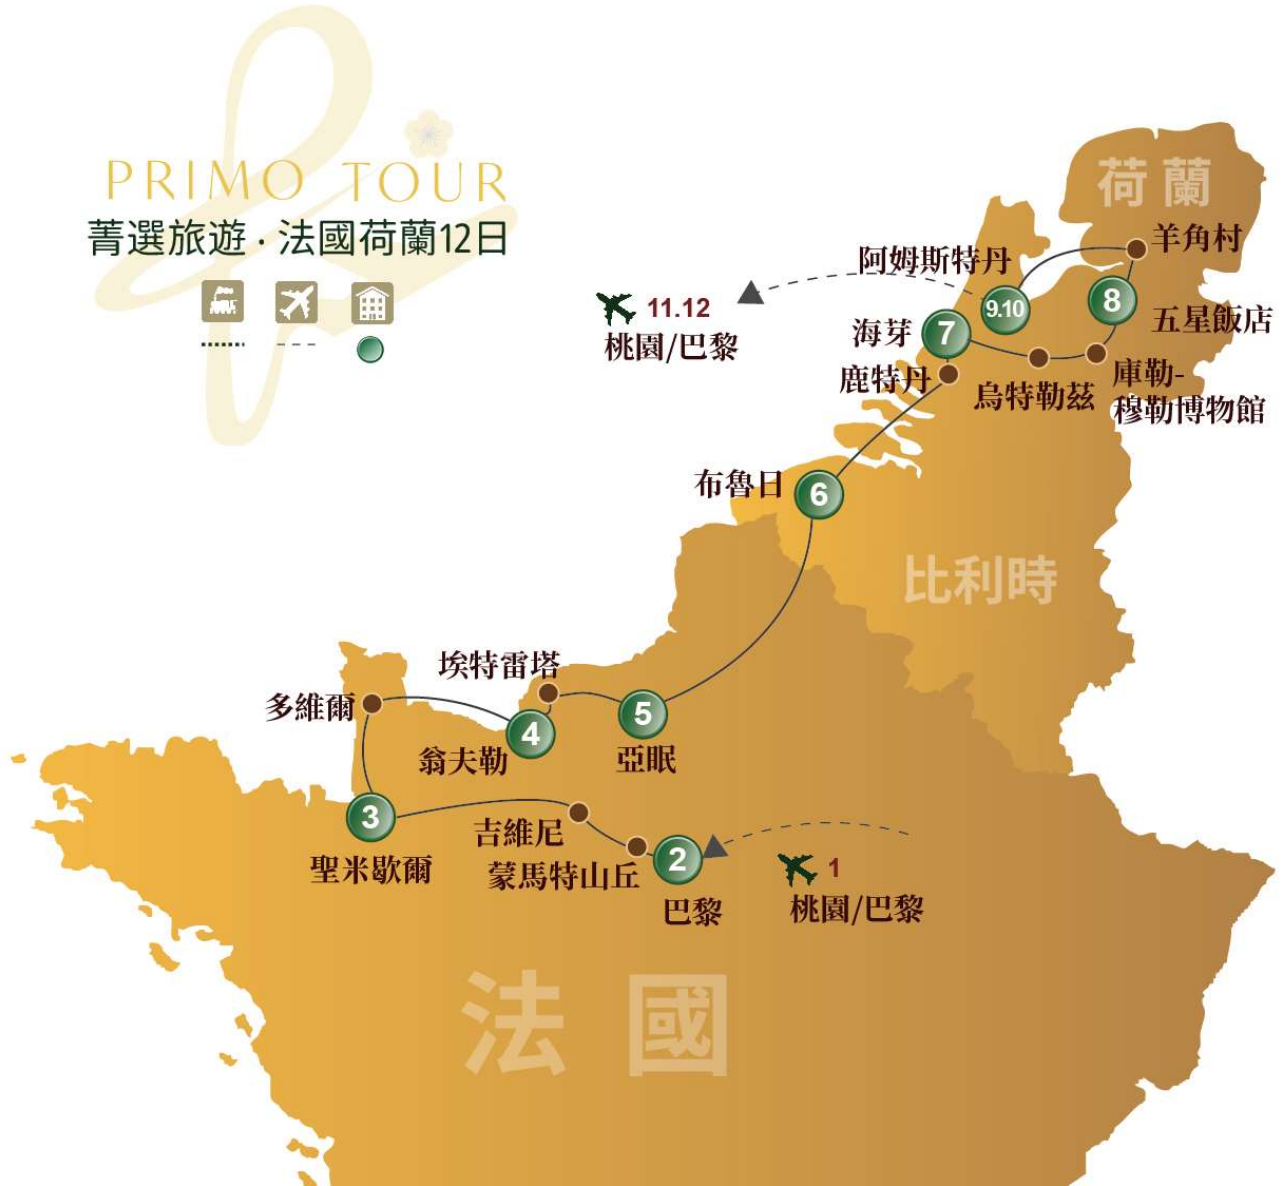 PRIMO TOUR
菁選旅遊·法國荷蘭12日
荷蘭
羊角村
阿姆斯特丹
9.10
8
11.12
桃園/巴黎
五星飯店
海芽
7
鹿特丹
烏特勒茲
庫勒-
穆勒博物館
布魯日
6
比利時
埃特雷塔
多維爾
5
4
翁夫勒
亞眠
3
吉維尼
聖米歇爾
蒙馬特山丘
2
巴黎
1
桃園/巴黎
法國